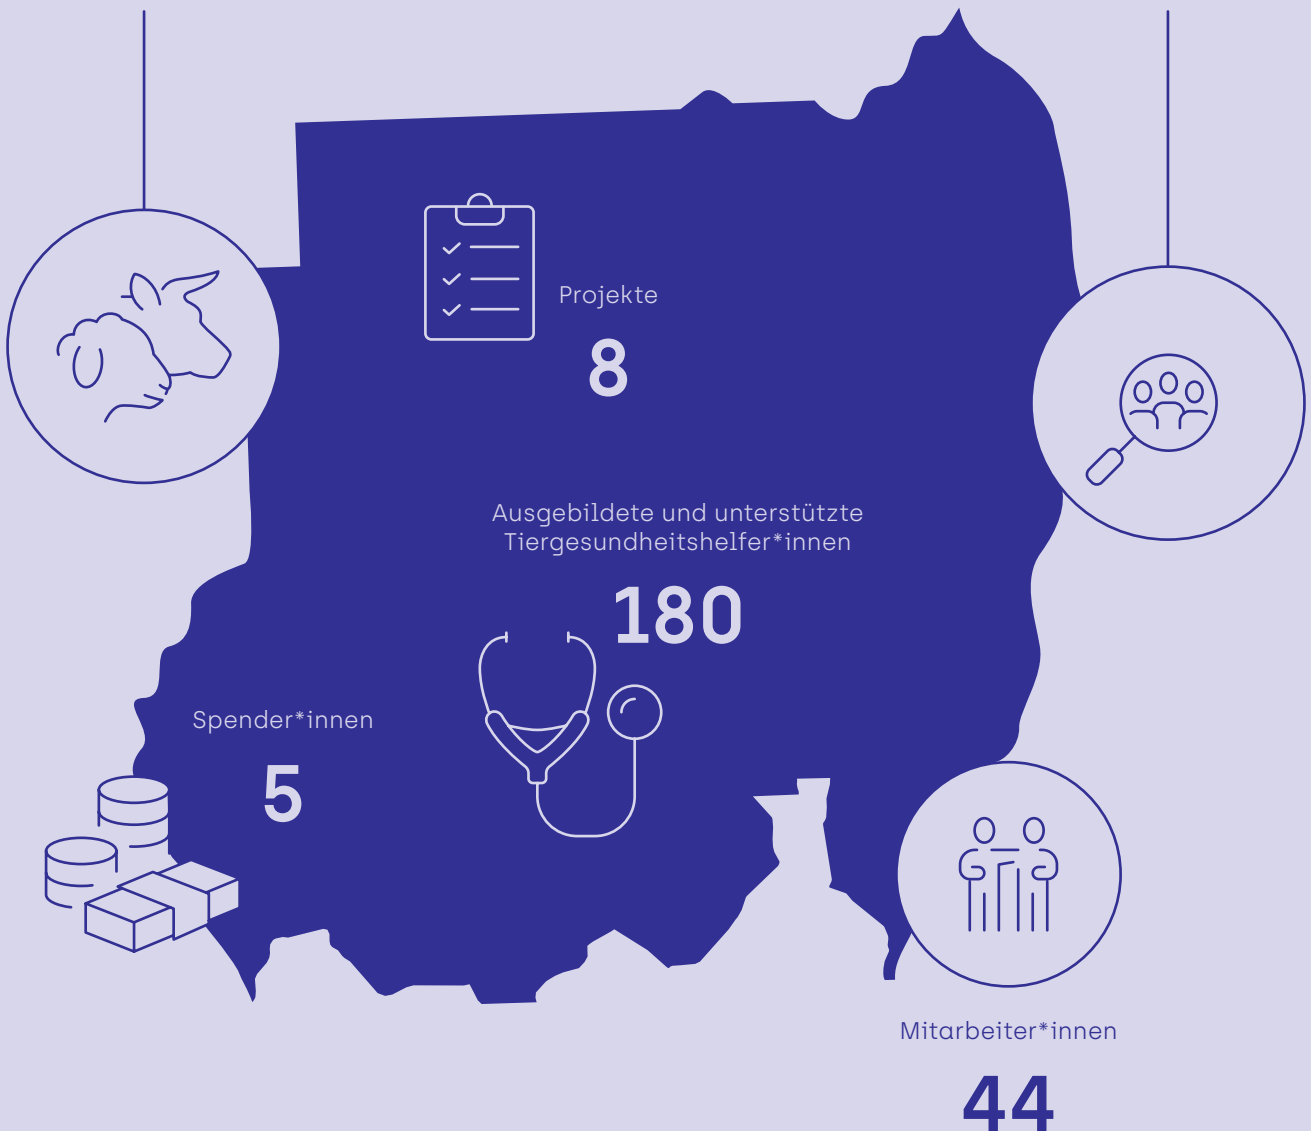 Projekte
8
Ausgebildete und unterstützte
Tiergesundheitshelfer*innen
180
Spender*innen
5
Mitarbeiter*innen
44